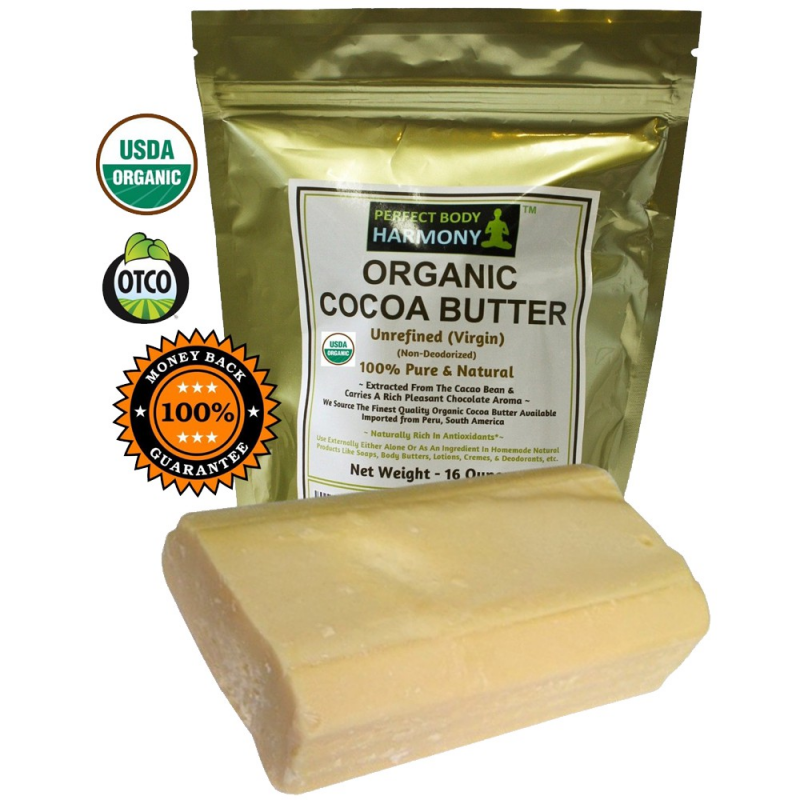 USDA
ORGANIC
OTCO
MONEY BACK
100%
GUARANTEE
PERFECT BODY
HARMONY
TM
ORGANIC
COCOA BUTTER
USDA
ORGANIC
Unrefined (Virgin)
(Non-Deodorized)
100% Pure & Natural
~ Extracted From The Cacao Bean &
Carries A Rich Pleasant Chocolate Aroma ~
We Source The Finest Quality Organic Cocoa Butter Available
Imported from Peru, South America
~ Naturally Rich In Antioxidants* ~
Use Externally Either Alone Or As An Ingredient In Homemade Natural
Products Like Soaps, Body Butters, Lotions, Cremes, & Deodorants, etc.
Net Weight - 16